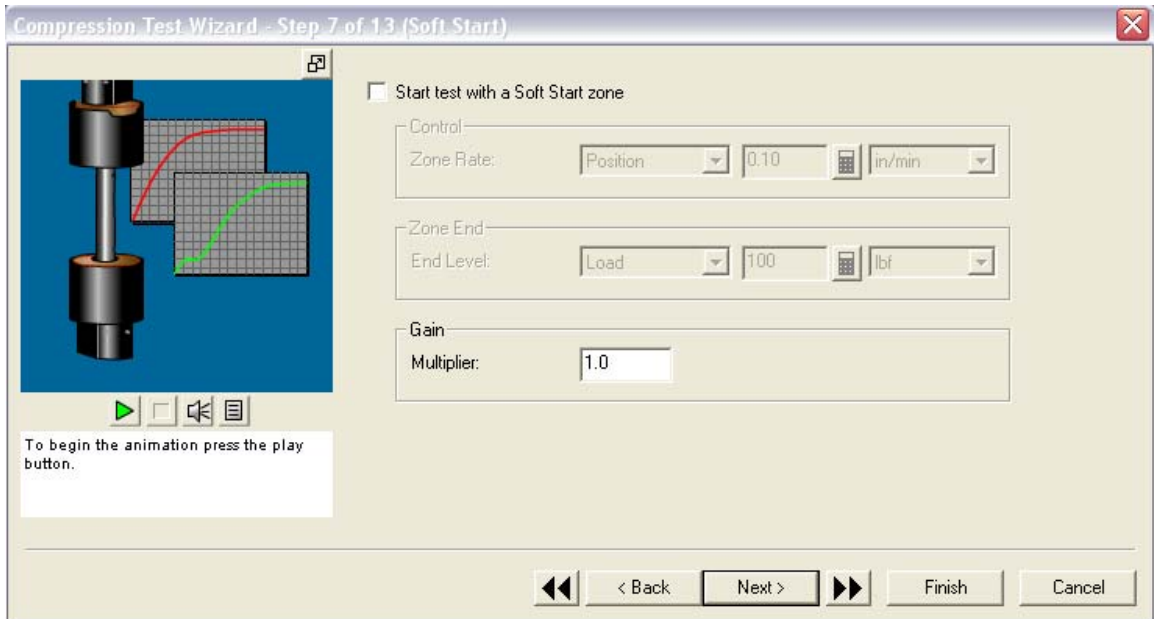 Compression Test Wizard - Step 7 of 13 (Soft Start)
Start test with a Soft Start zone
Control
Zone Rate: Position 0.10 in/min
Zone End
End Level: Load 100 lbf
Gain
Multiplier: 1.0
To begin the animation press the play
button.
< Back Next > Finish Cancel